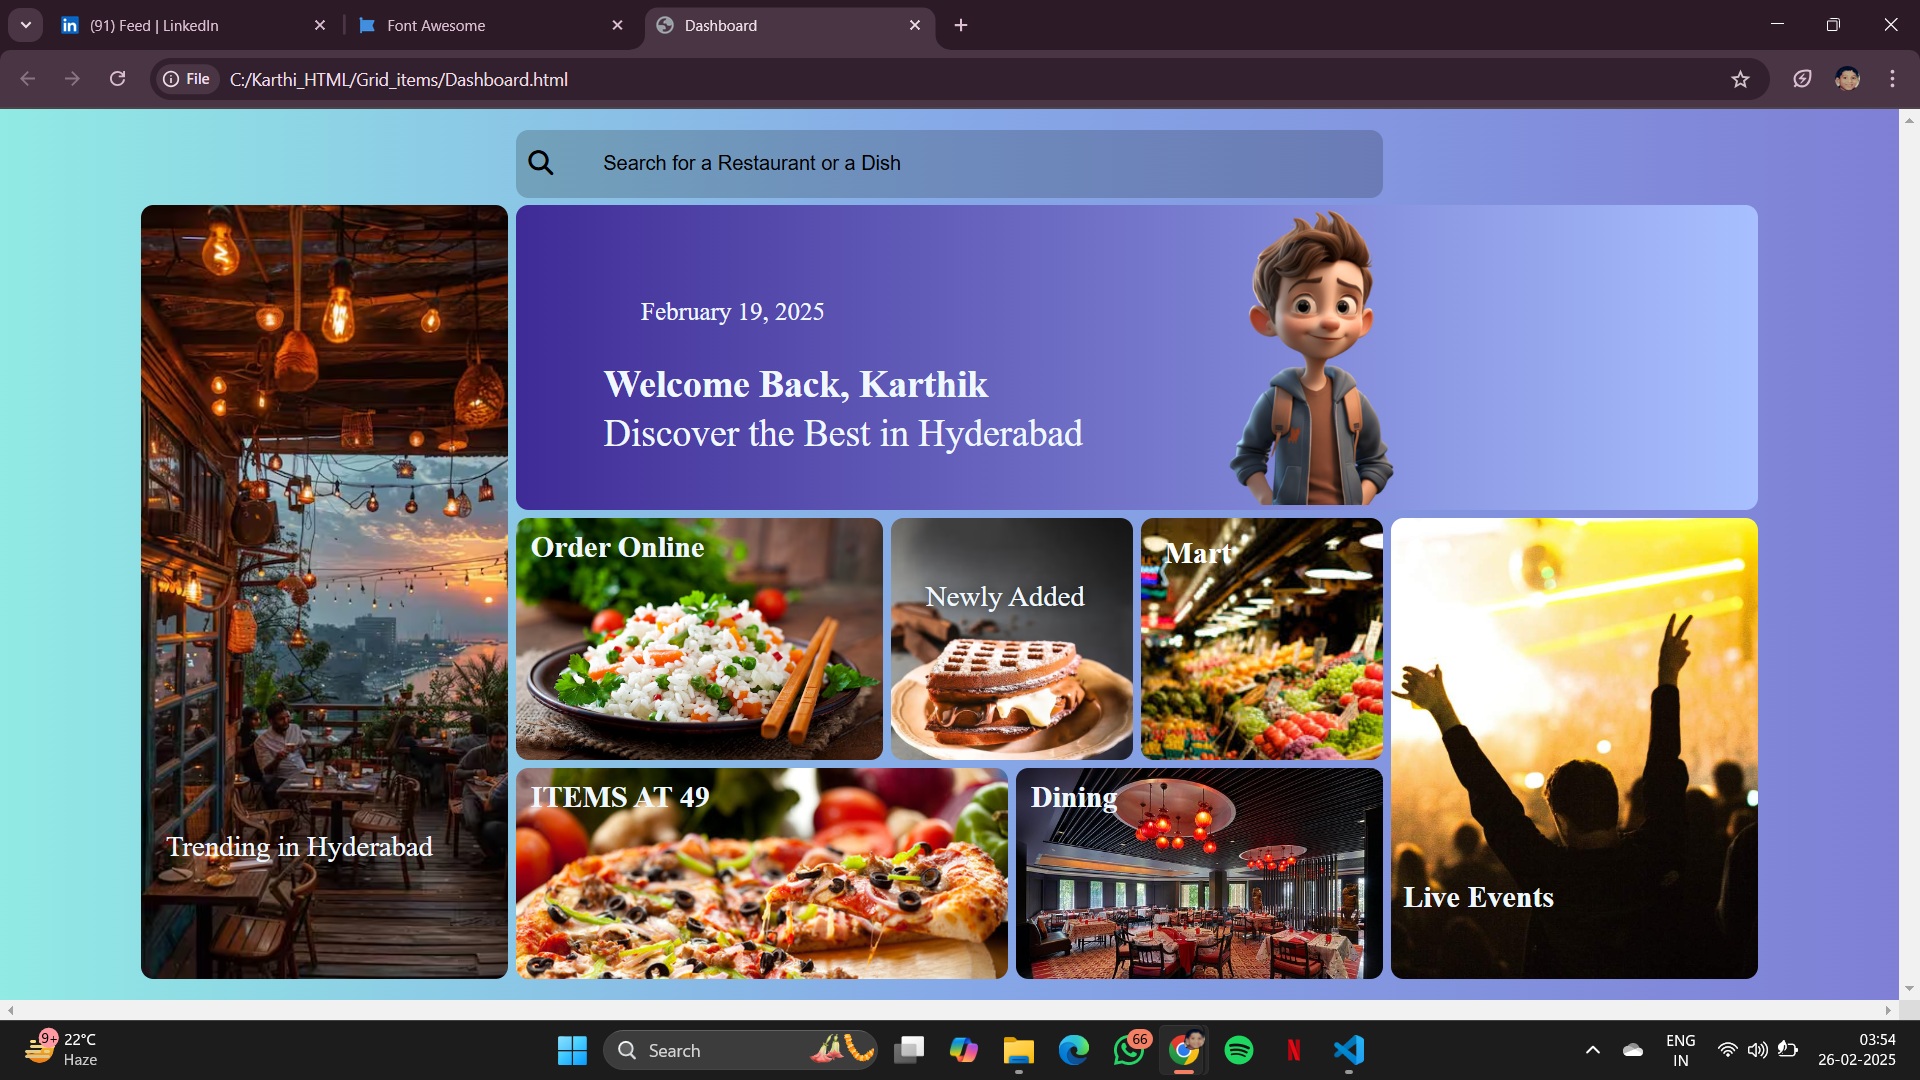 (91) Feed | LinkedIn
Font Awesome
Dashboard
File
C:/Karthi_HTML/Grid_items/Dashboard.html
Search for a Restaurant or a Dish
February 19, 2025
Welcome Back, Karthik
Discover the Best in Hyderabad
Order Online
Newly Added
Mart
ITEMS AT 49
Dining
Trending in Hyderabad
Live Events
9+
22°C
Haze
Search
66
ENG
IN
03:54
26-02-2025